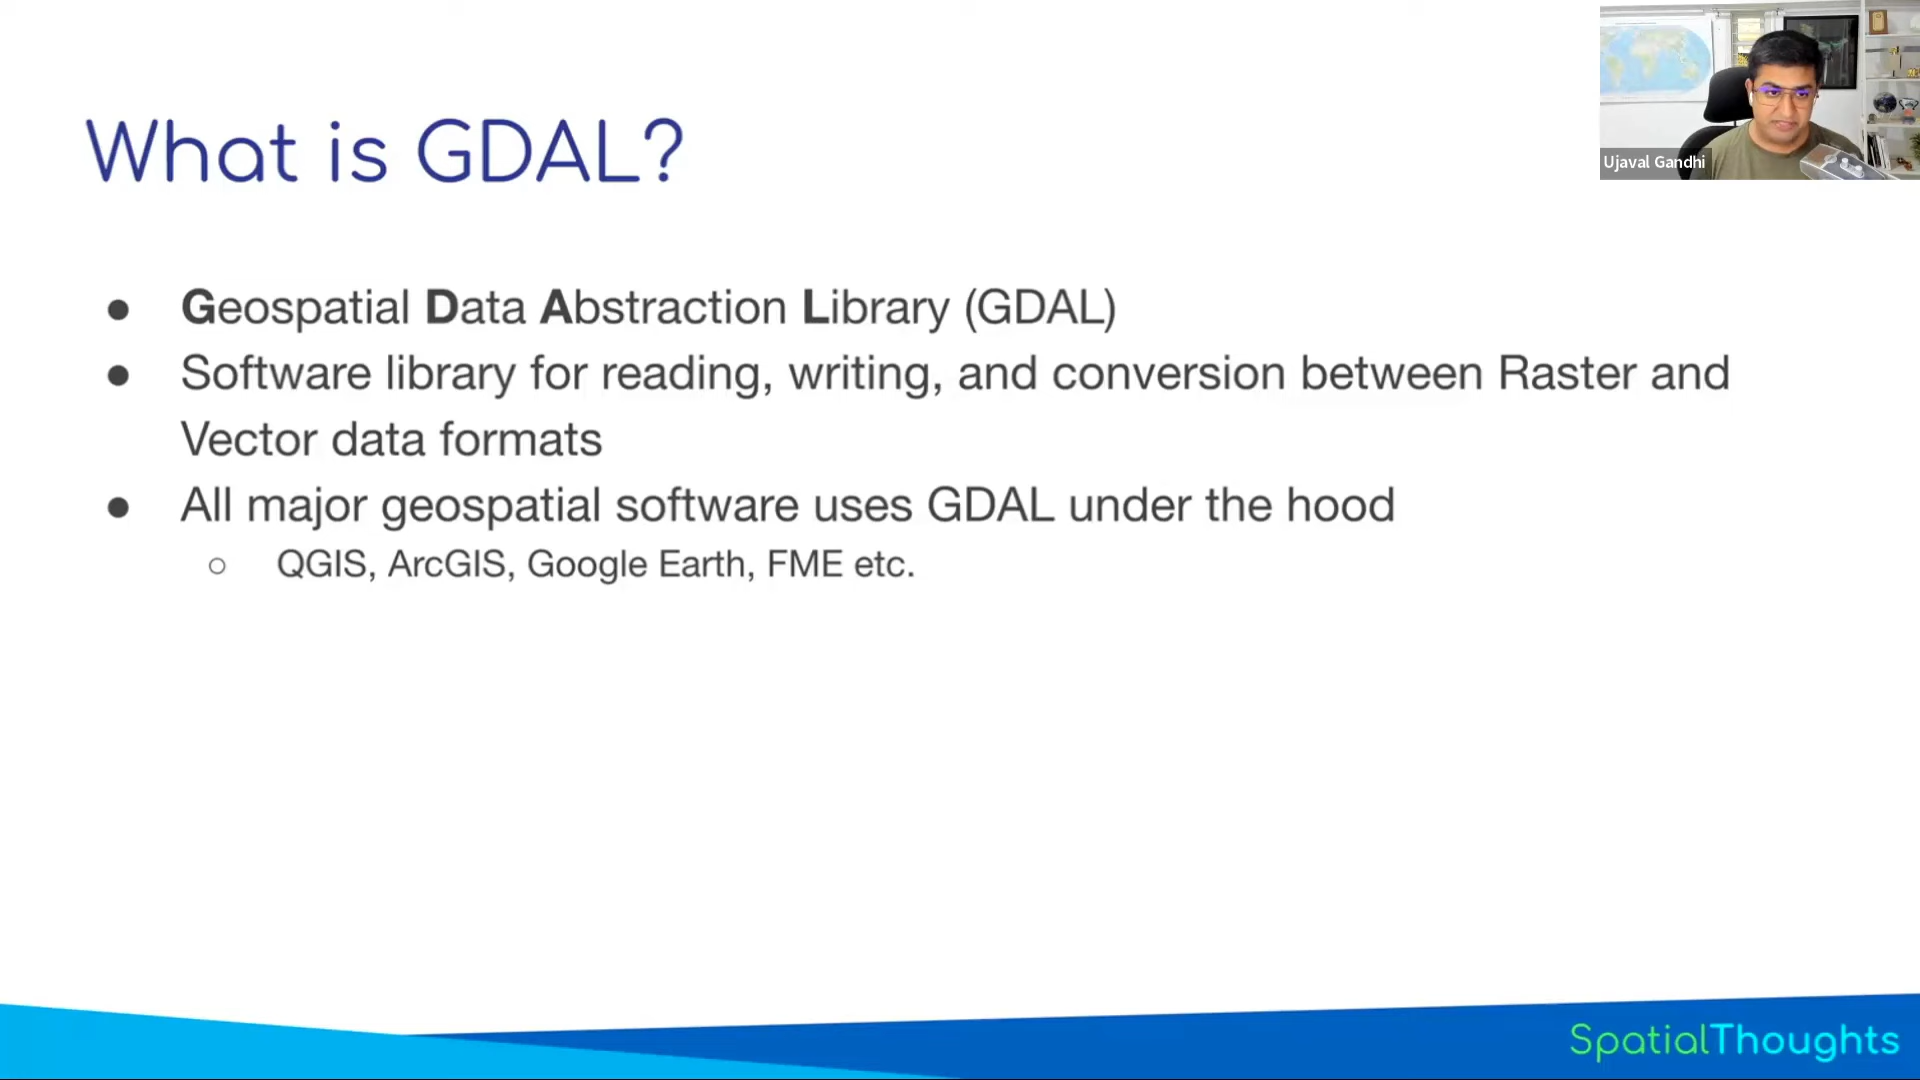 What is GDAL?
Ujaval Gandhi
● Geospatial Data Abstraction Library (GDAL)
● Software library for reading, writing, and conversion between Raster and
Vector data formats
● All major geospatial software uses GDAL under the hood
○ QGIS, ArcGIS, Google Earth, FME etc.
SpatialThoughts